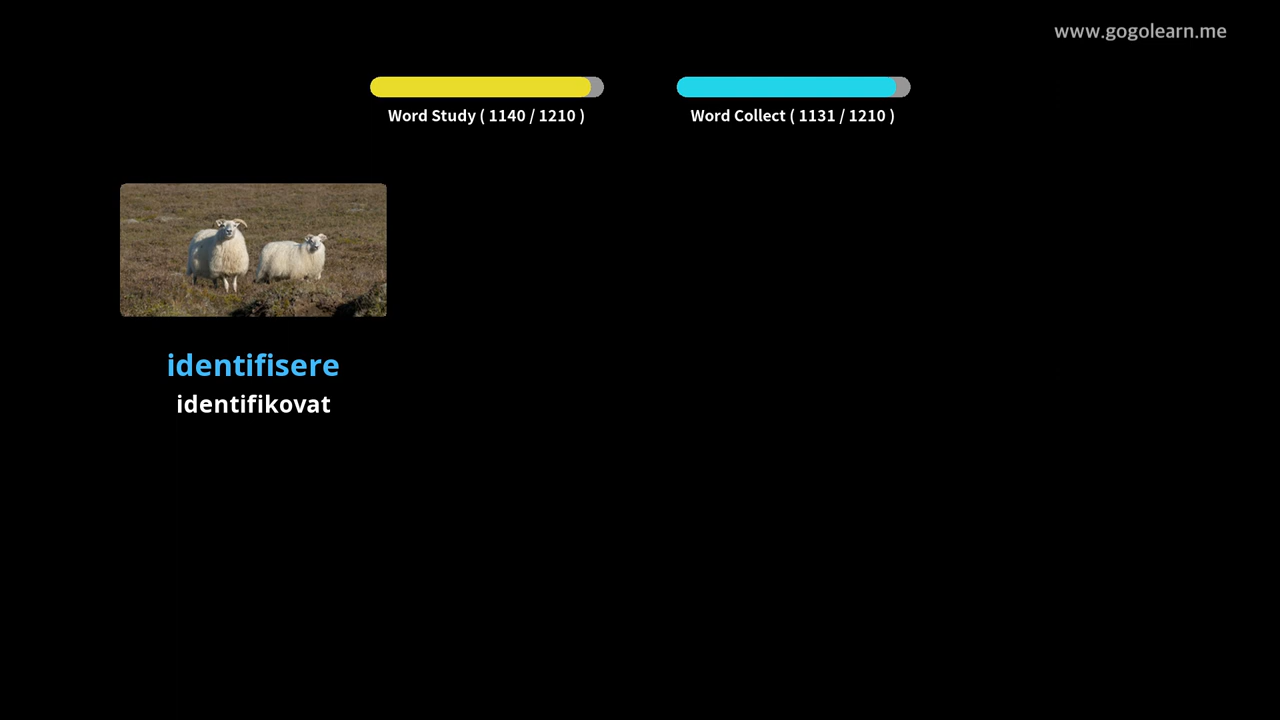 www.gogolearn.me
Word Study ( 1140 / 1210 )
Word Collect ( 1131 / 1210 )
identifisere
identifikovat